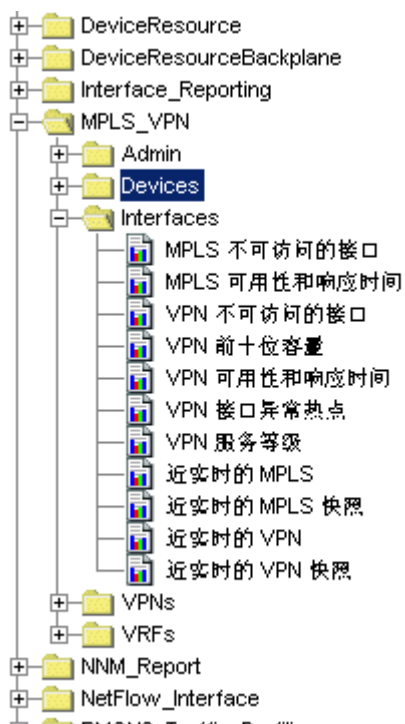 DeviceResource
DeviceResourceBackplane
Interface_Reporting
MPLS_VPN
Admin
Devices
Interfaces
MPLS 不可访问的接口
MPLS 可用性和响应时间
VPN 不可访问的接口
VPN 前十位容量
VPN 可用性和响应时间
VPN 接口异常热点
VPN 服务等级
近实时的 MPLS
近实时的 MPLS 快照
近实时的 VPN
近实时的 VPN 快照
VPNs
VRFs
NNM_Report
NetFlow_Interface